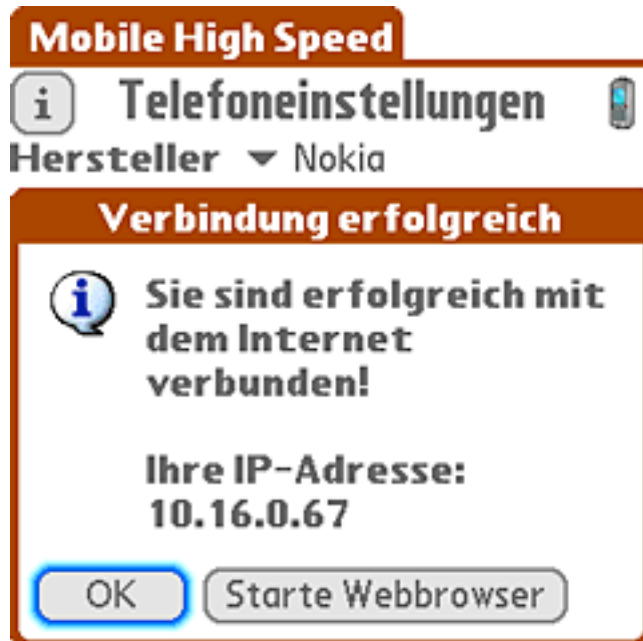 Mobile High Speed
i Telefoneinstellungen
Hersteller Nokia
Verbindung erfolgreich
i Sie sind erfolgreich mit
dem Internet
verbunden!
Ihre IP-Adresse:
10.16.0.67
OK Starte Webbrowser